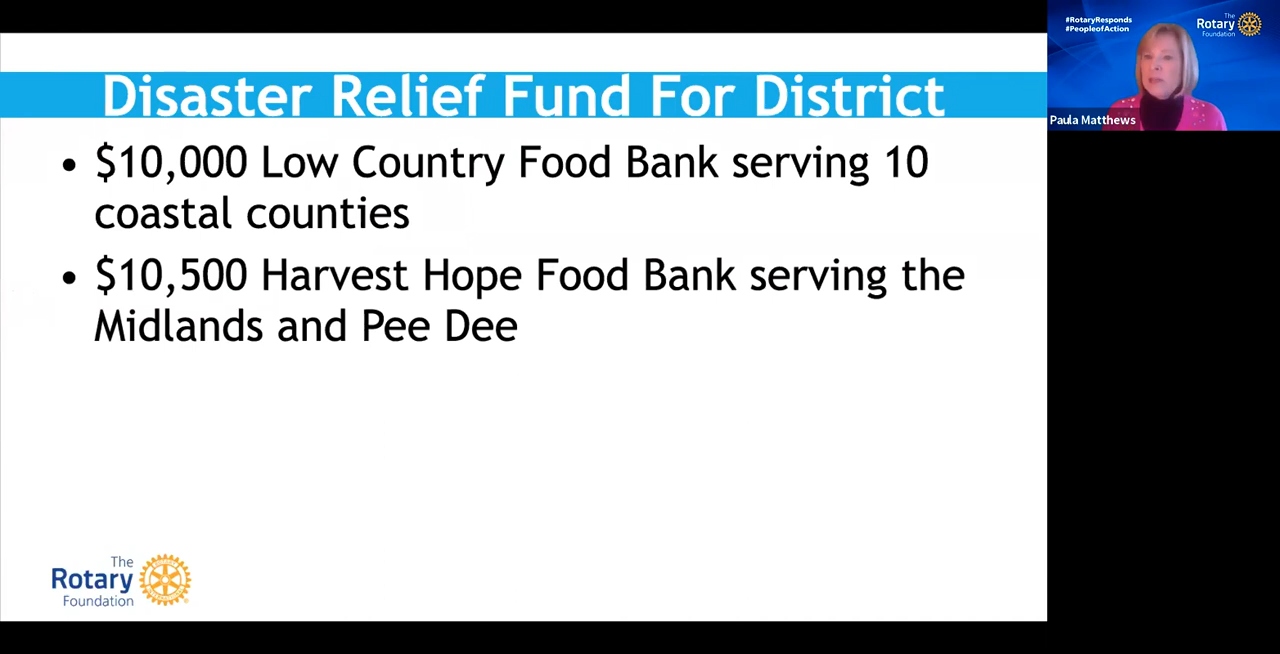 Disaster Relief Fund For District
• $10,000 Low Country Food Bank serving 10
coastal counties
• $10,500 Harvest Hope Food Bank serving the
Midlands and Pee Dee
The
Rotary
Foundation
#RotaryResponds
#PeopleofAction
The
Rotary
Foundation
Paula Matthews